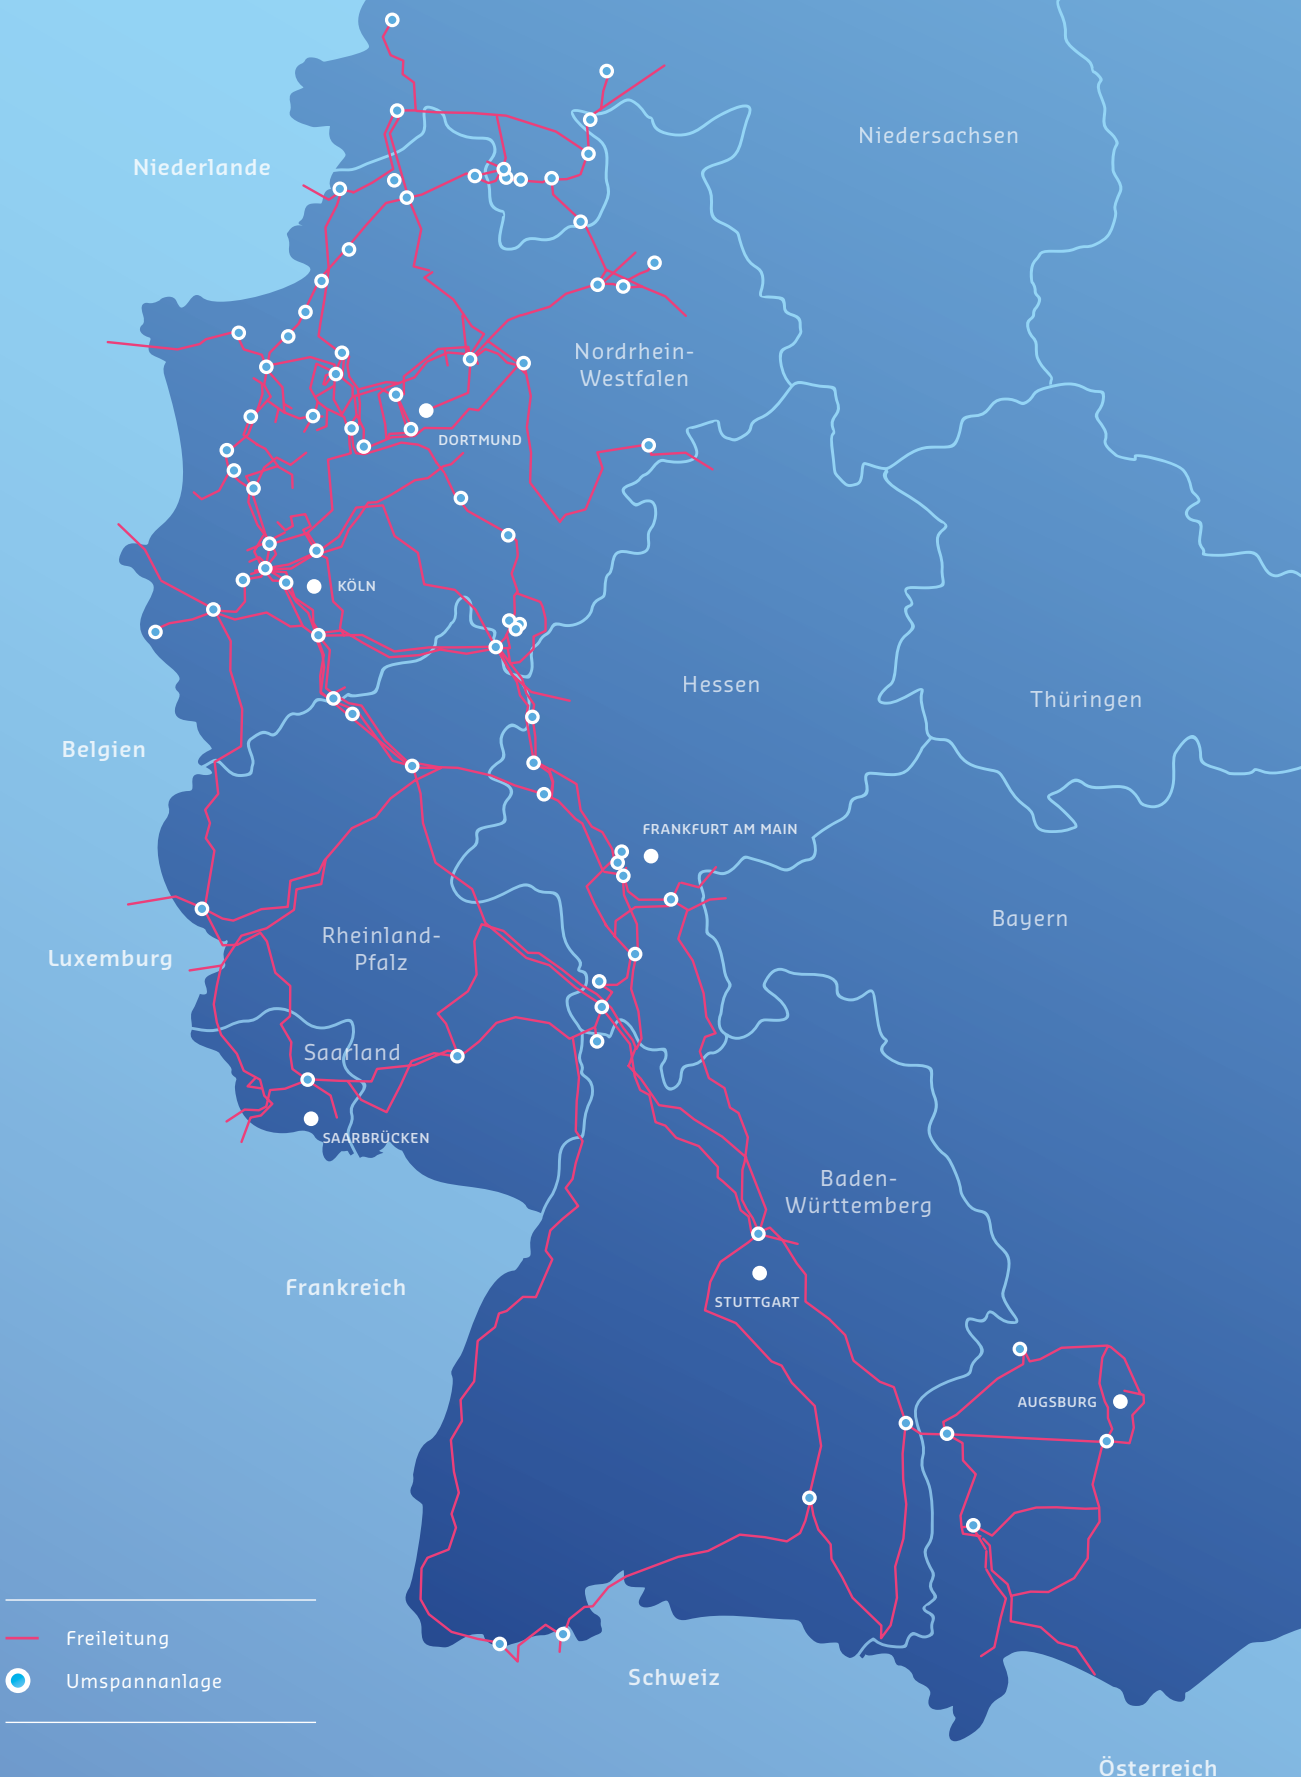 Niedersachsen
Niederlande
Nordrhein-
Westfalen
DORTMUND
KÖLN
Hessen
Thüringen
Belgien
FRANKFURT AM MAIN
Bayern
Rheinland-
Pfalz
Luxemburg
Saarland
SAARBRÜCKEN
Baden-
Württemberg
Frankreich
STUTTGART
AUGSBURG
Freileitung
Umspannanlage
Schweiz
Österreich